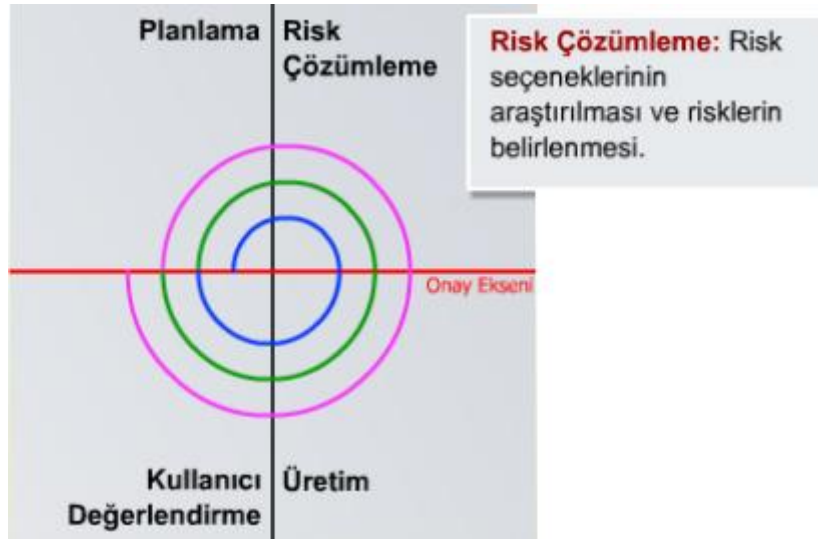 Planlama
Risk
Çözümleme
Risk Çözümleme: Risk
seçeneklerinin
araştırılması ve risklerin
belirlenmesi.
Onay Ekseni
Kullanıcı
Değerlendirme
Üretim